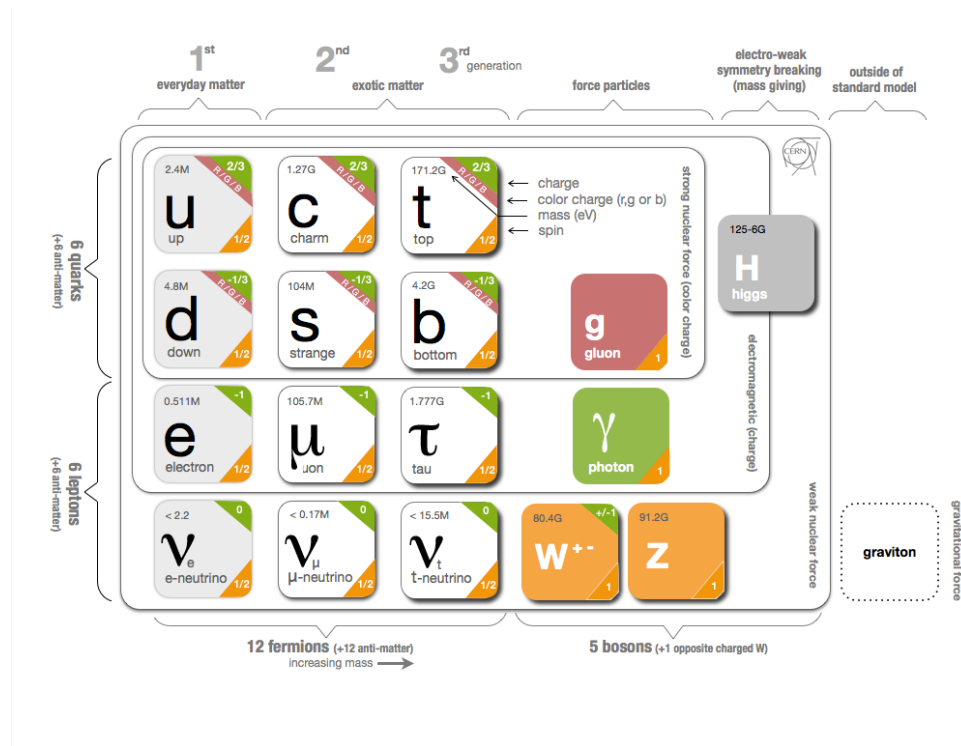 1st
2nd
3rd
generation
everyday matter
exotic matter
force particles
electro-weak
symmetry breaking
(mass giving)
outside of
standard model
6 quarks
(+6 anti-matter)
6 leptons
(+6 anti-matter)
2.4M
2/3
R/G/B
u
up
1/2
1.27G
2/3
R/G/B
c
charm
1/2
171.2G
2/3
R/G/B
t
top
1/2
charge
color charge (r,g or b)
mass (eV)
spin
4.8M
-1/3
R/G/B
d
down
1/2
104M
-1/3
R/G/B
s
strange
1/2
4.2G
-1/3
R/G/B
b
bottom
1/2
g
gluon
1
strong nuclear force (color charge)
CERN
125-6G
H
higgs
0.511M
-1
e
electron
1/2
105.7M
-1
μ
uon
1/2
1.777G
-1
τ
tau
1/2
γ
photon
1
electromagnetic (charge)
< 2.2
0
νe
e-neutrino
1/2
< 0.17M
0
νμ
μ-neutrino
1/2
< 15.5M
0
νt
t-neutrino
1/2
80.4G
+/-1
W+-
1
91.2G
Z
1
weak nuclear force
graviton
gravitational force
12 fermions (+12 anti-matter)
increasing mass
5 bosons (+1 opposite charged W)